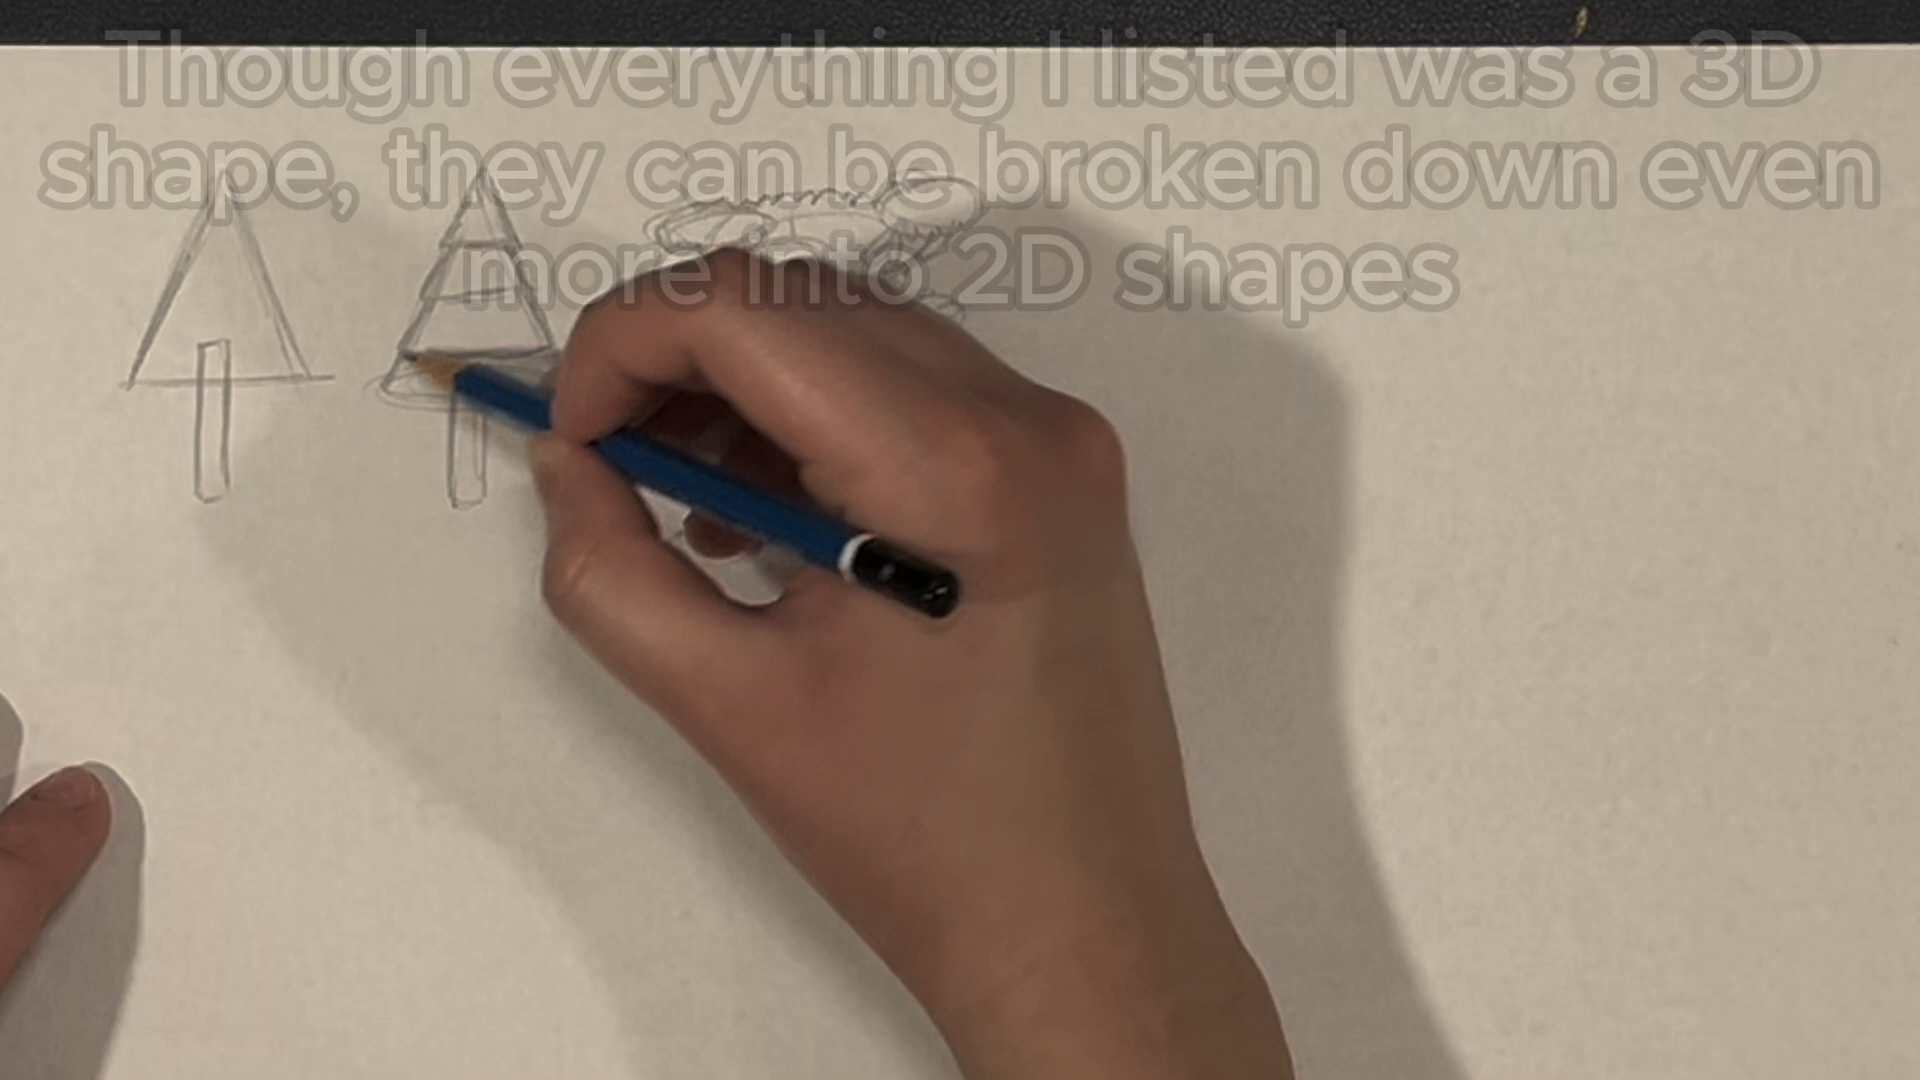 Though everything I listed was a 3D
shape, they can be broken down even
more into 2D shapes